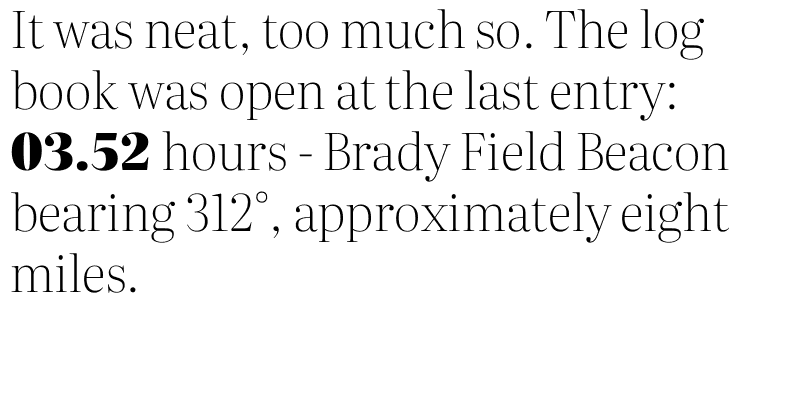 It was neat, too much so. The log
book was open at the last entry:
03.52 hours - Brady Field Beacon
bearing 312°, approximately eight
miles.